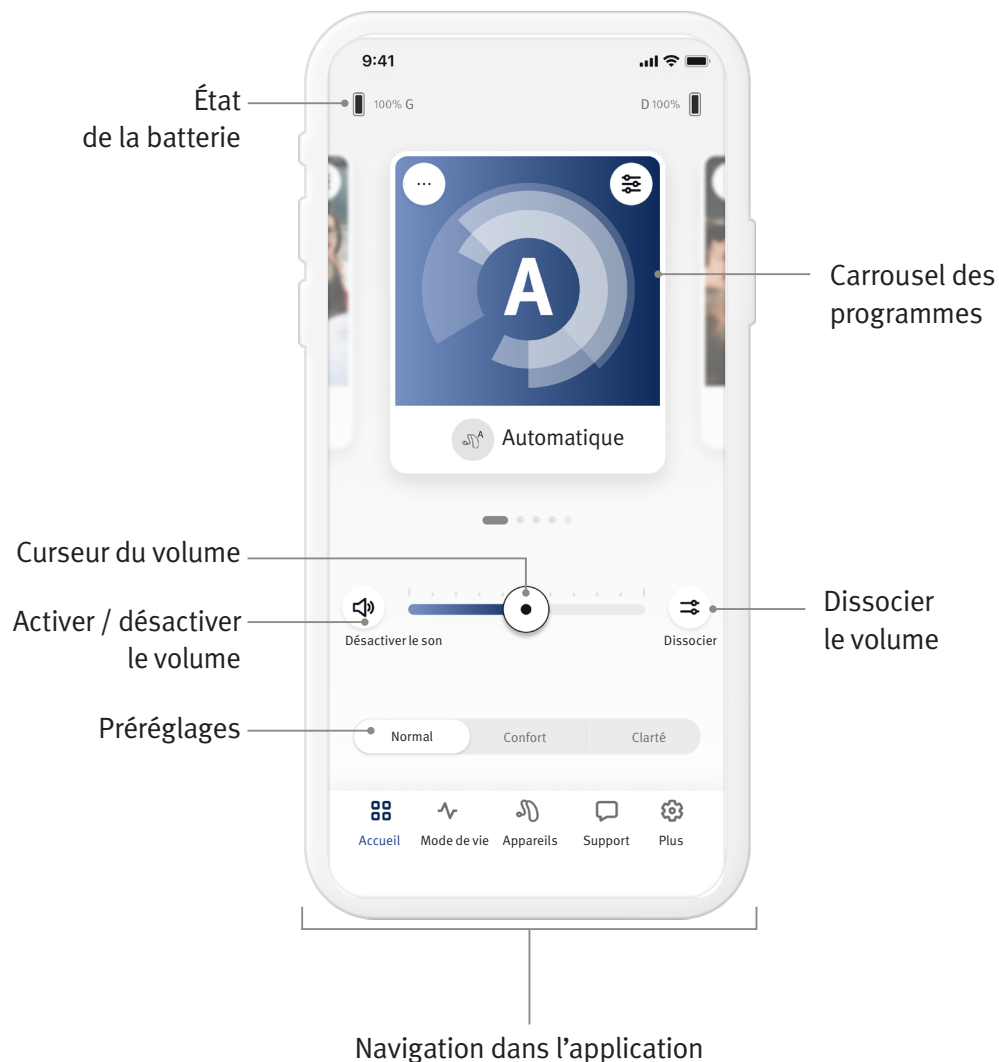 9:41
État
de la batterie
100% G
D 100%
...
A
Carrousel des
programmes
A
Automatique
Curseur du volume
Activer / désactiver
le volume
Désactiver le son
Dissocier
Dissocier
le volume
Préréglages
Normal
Confort
Clarté
Accueil
Mode de vie
Appareils
Support
Plus
Navigation dans l’application